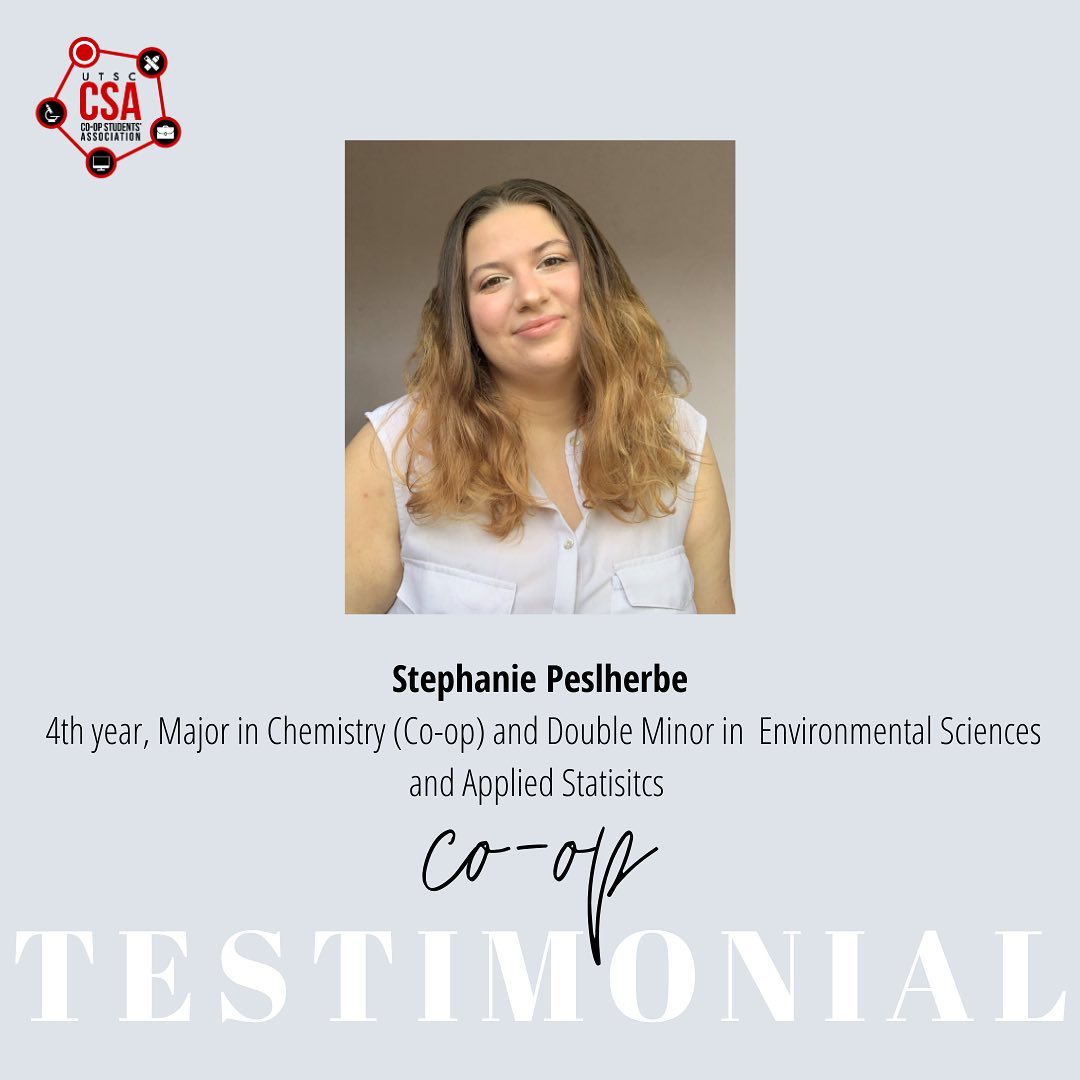 UTSC
CSA
CO-OP STUDENTS'
ASSOCIATION
Stephanie Peslherbe
4th year, Major in Chemistry (Co-op) and Double Minor in Environmental Sciences
and Applied Statisitcs
co-op
TESTIMONIAL